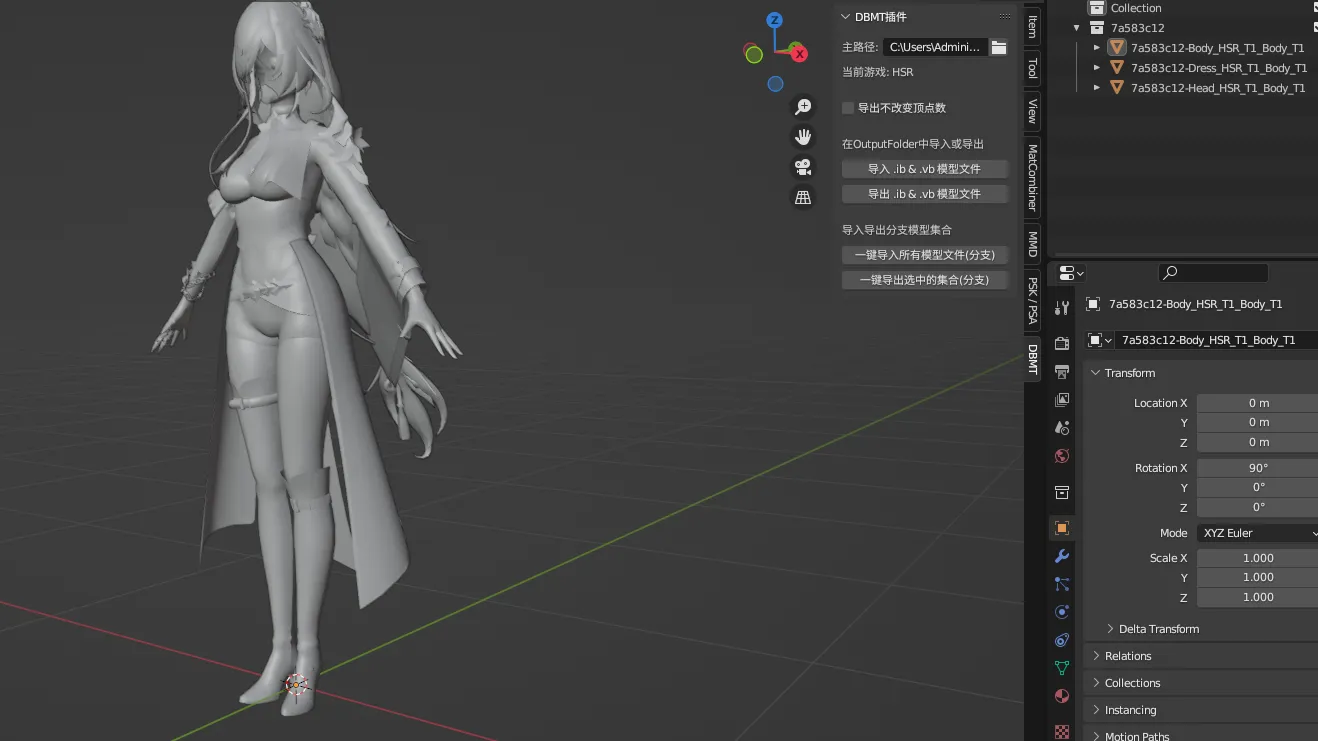 Z
X
DBMT插件
主路径: C:\Users\Admini...
当前游戏: HSR
导出不改变顶点数
在OutputFolder中导入或导出
导入 .ib & .vb 模型文件
导出 .ib & .vb 模型文件
导入导出分支模型集合
一键导入所有模型文件(分支)
一键导出选中的集合(分支)
Item
Tool
View
MatCombiner
MMD
PSK / PSA
DBMT
Collection
7a583c12
7a583c12-Body_HSR_T1_Body_T1
7a583c12-Dress_HSR_T1_Body_T1
7a583c12-Head_HSR_T1_Body_T1
7a583c12-Body_HSR_T1_Body_T1
7a583c12-Body_HSR_T1_Body_T1
Transform
Location X 0 m
Y 0 m
Z 0 m
Rotation X 90°
Y 0°
Z 0°
Mode XYZ Euler
Scale X 1.000
Y 1.000
Z 1.000
Delta Transform
Relations
Collections
Instancing
Motion Paths